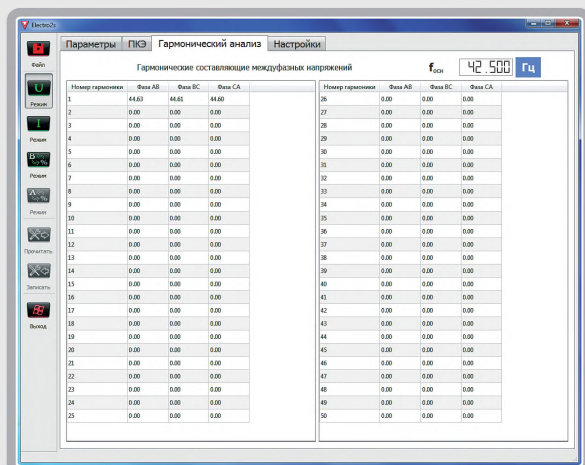 Electro2s
Файл
Режим
Режим
Режим
Режим
Прочитать
Записать
Выход
Параметры ПКЭ Гармонический анализ Настройки
Гармонические составляющие междуфазных напряжений
fосн 42.500 Гц
Номер гармоники Фаза AB Фаза BC Фаза CA
1 44.63 44.61 44.60
2 0.00 0.00 0.00
3 0.00 0.00 0.00
4 0.00 0.00 0.00
5 0.00 0.00 0.00
6 0.00 0.00 0.00
7 0.00 0.00 0.00
8 0.00 0.00 0.00
9 0.00 0.00 0.00
10 0.00 0.00 0.00
11 0.00 0.00 0.00
12 0.00 0.00 0.00
13 0.00 0.00 0.00
14 0.00 0.00 0.00
15 0.00 0.00 0.00
16 0.00 0.00 0.00
17 0.00 0.00 0.00
18 0.00 0.00 0.00
19 0.00 0.00 0.00
20 0.00 0.00 0.00
21 0.00 0.00 0.00
22 0.00 0.00 0.00
23 0.00 0.00 0.00
24 0.00 0.00 0.00
25 0.00 0.00 0.00
Номер гармоники Фаза AB Фаза BC Фаза CA
26 0.00 0.00 0.00
27 0.00 0.00 0.00
28 0.00 0.00 0.00
29 0.00 0.00 0.00
30 0.00 0.00 0.00
31 0.00 0.00 0.00
32 0.00 0.00 0.00
33 0.00 0.00 0.00
34 0.00 0.00 0.00
35 0.00 0.00 0.00
36 0.00 0.00 0.00
37 0.00 0.00 0.00
38 0.00 0.00 0.00
39 0.00 0.00 0.00
40 0.00 0.00 0.00
41 0.00 0.00 0.00
42 0.00 0.00 0.00
43 0.00 0.00 0.00
44 0.00 0.00 0.00
45 0.00 0.00 0.00
46 0.00 0.00 0.00
47 0.00 0.00 0.00
48 0.00 0.00 0.00
49 0.00 0.00 0.00
50 0.00 0.00 0.00